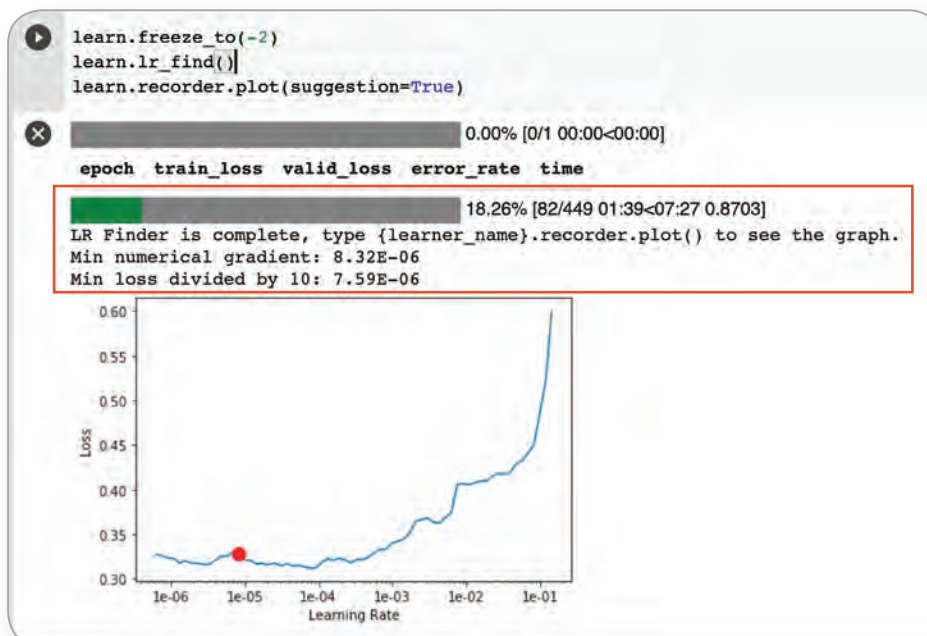 learn.freeze_to(-2)
learn.lr_find()
learn.recorder.plot(suggestion=True)
0.00% [0/1 00:00<00:00]
epoch train_loss valid_loss error_rate time
18.26% [82/449 01:39<07:27 0.8703]
LR Finder is complete, type {learner_name}.recorder.plot() to see the graph.
Min numerical gradient: 8.32E-06
Min loss divided by 10: 7.59E-06
0.60
0.55
0.50
0.45
0.40
0.35
0.30
Loss
1e-06 1e-05 1e-04 1e-03 1e-02 1e-01
Learning Rate